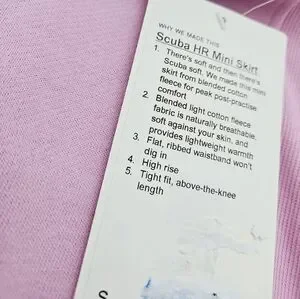 WHY WE MADE THIS
Scuba HR Mini Skirt
1. There's soft and then there's
Scuba soft. We made this mini
skirt from blended cotton
fleece for peak post-practise
comfort
2. Blended light cotton fleece
fabric is naturally breathable,
soft against your skin, and
provides lightweight warmth
3. Flat, ribbed waistband won't
dig in
4. High rise
5. Tight fit, above-the-knee
length
S